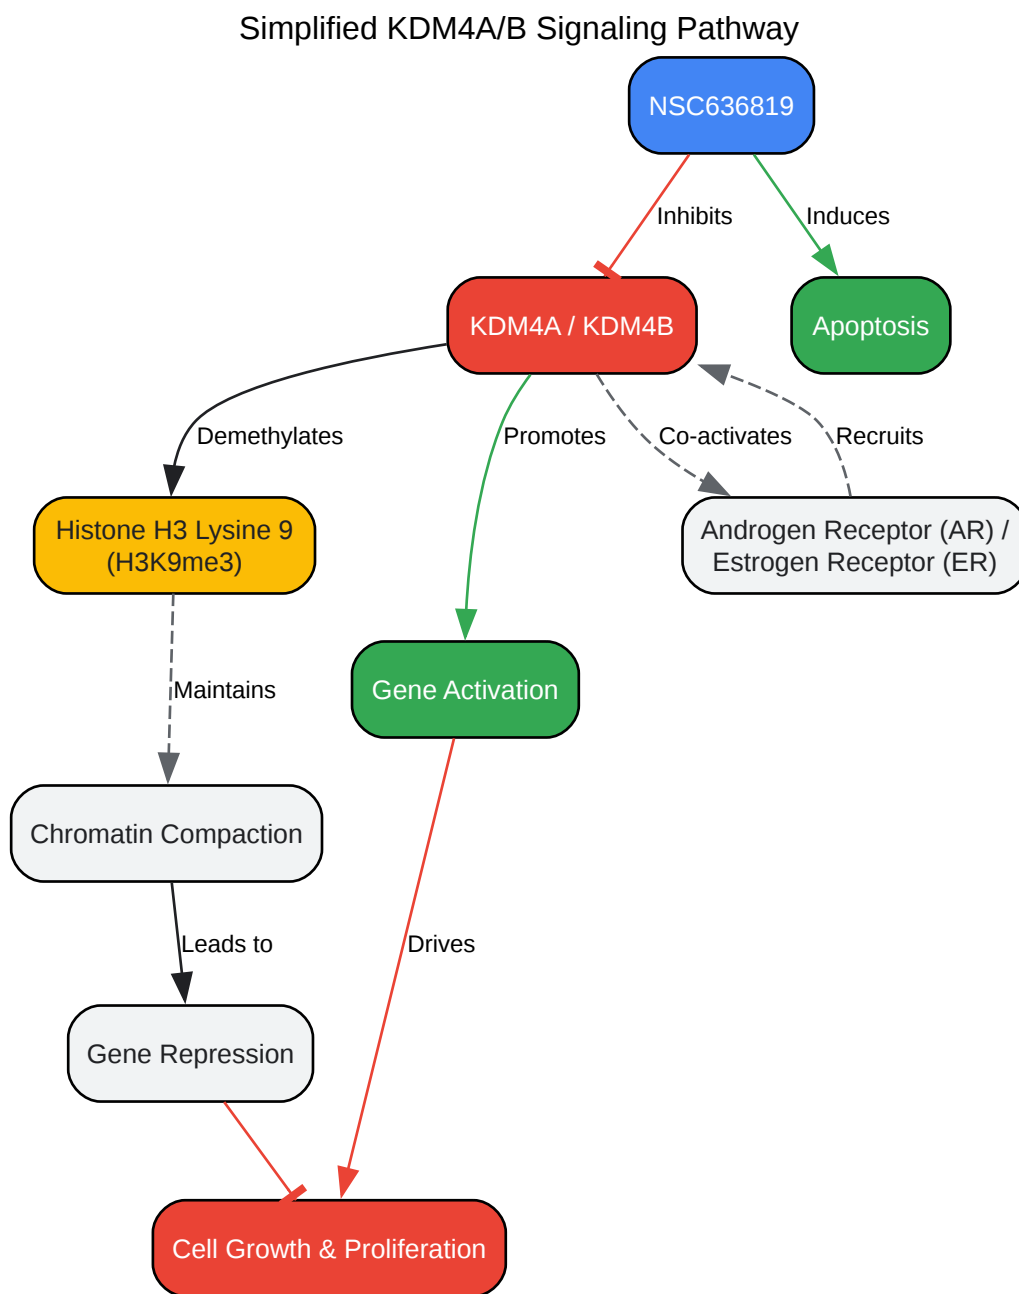 Simplified KDM4A/B Signaling Pathway
NSC636819
Inhibits
Induces
KDM4A / KDM4B
Apoptosis
Demethylates
Promotes
Co-activates
Recruits
Histone H3 Lysine 9
(H3K9me3)
Androgen Receptor (AR) /
Estrogen Receptor (ER)
Maintains
Gene Activation
Chromatin Compaction
Leads to
Drives
Gene Repression
Cell Growth & Proliferation